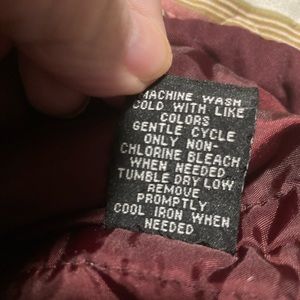 MACHINE WASH
COLD WITH LIKE
COLORS
GENTLE CYCLE
ONLY NON-
CHLORINE BLEACH
WHEN NEEDED
TUMBLE DRY LOW
REMOVE
PROMPTLY
COOL IRON WHEN
NEEDED